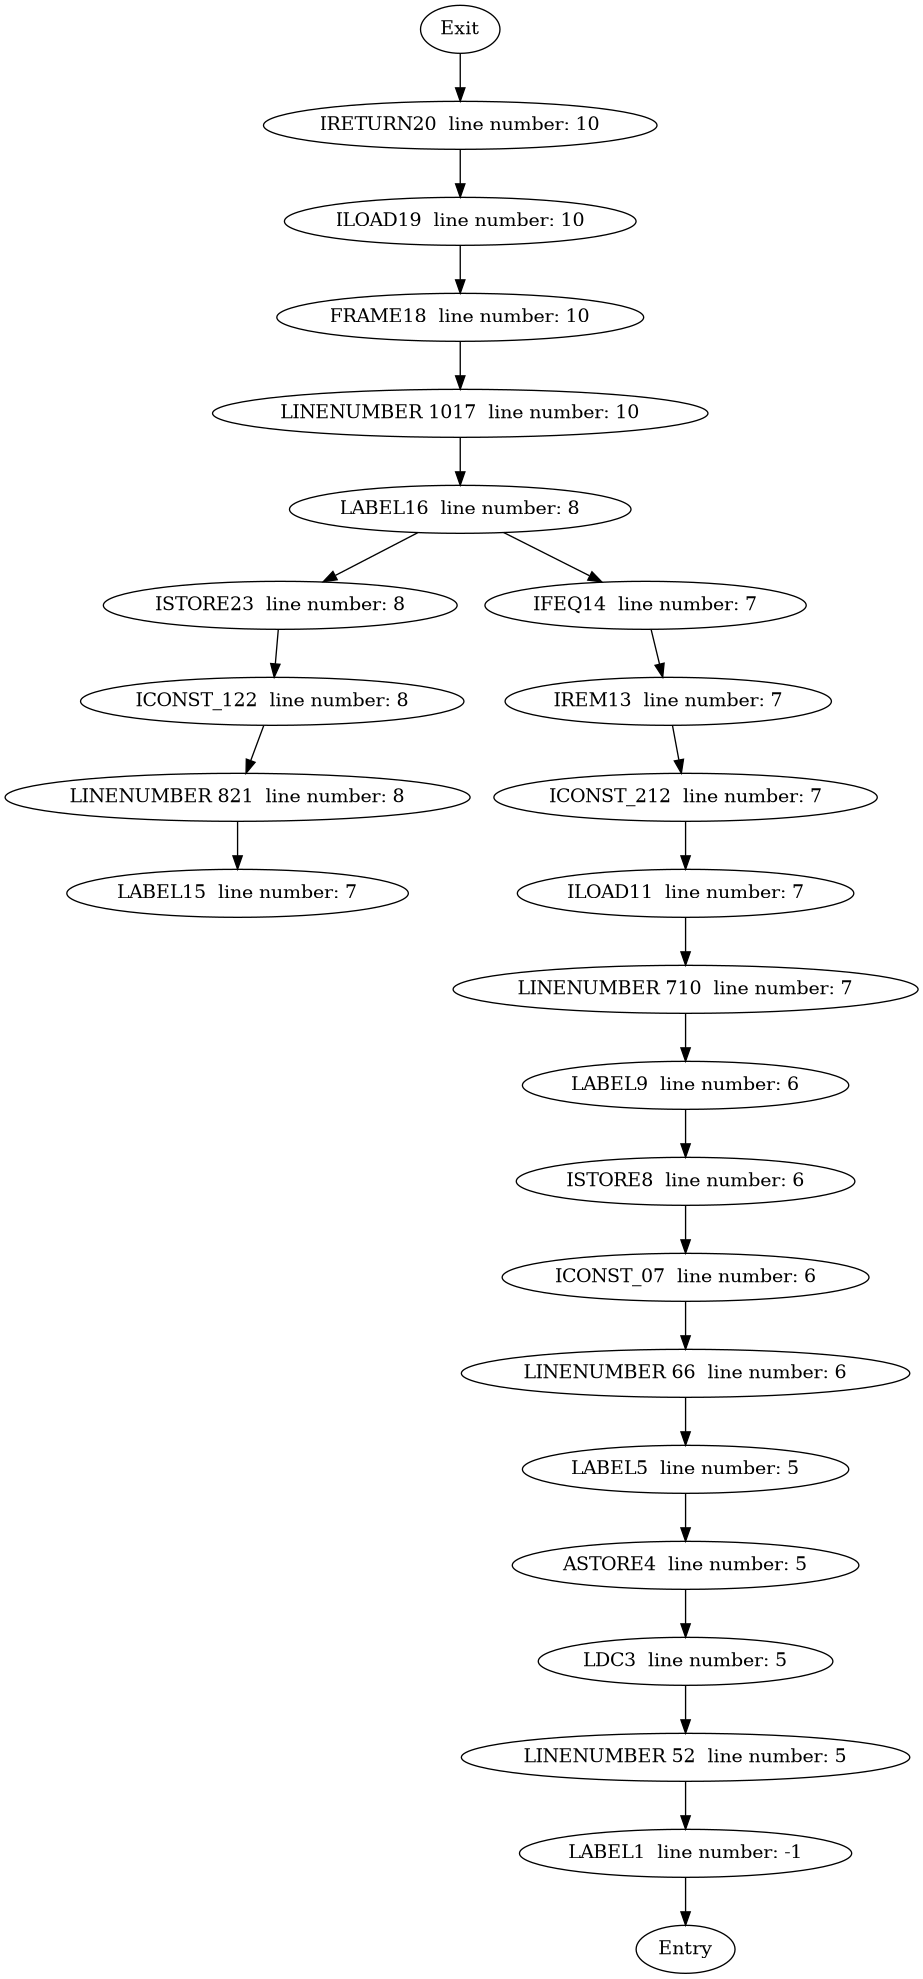 Exit
IRETURN20 line number: 10
ILOAD19 line number: 10
FRAME18 line number: 10
LINENUMBER 1017 line number: 10
LABEL16 line number: 8
ISTORE23 line number: 8
IFEQ14 line number: 7
ICONST_122 line number: 8
IREM13 line number: 7
LINENUMBER 821 line number: 8
ICONST_212 line number: 7
LABEL15 line number: 7
ILOAD11 line number: 7
LINENUMBER 710 line number: 7
LABEL9 line number: 6
ISTORE8 line number: 6
ICONST_07 line number: 6
LINENUMBER 66 line number: 6
LABEL5 line number: 5
ASTORE4 line number: 5
LDC3 line number: 5
LINENUMBER 52 line number: 5
LABEL1 line number: -1
Entry